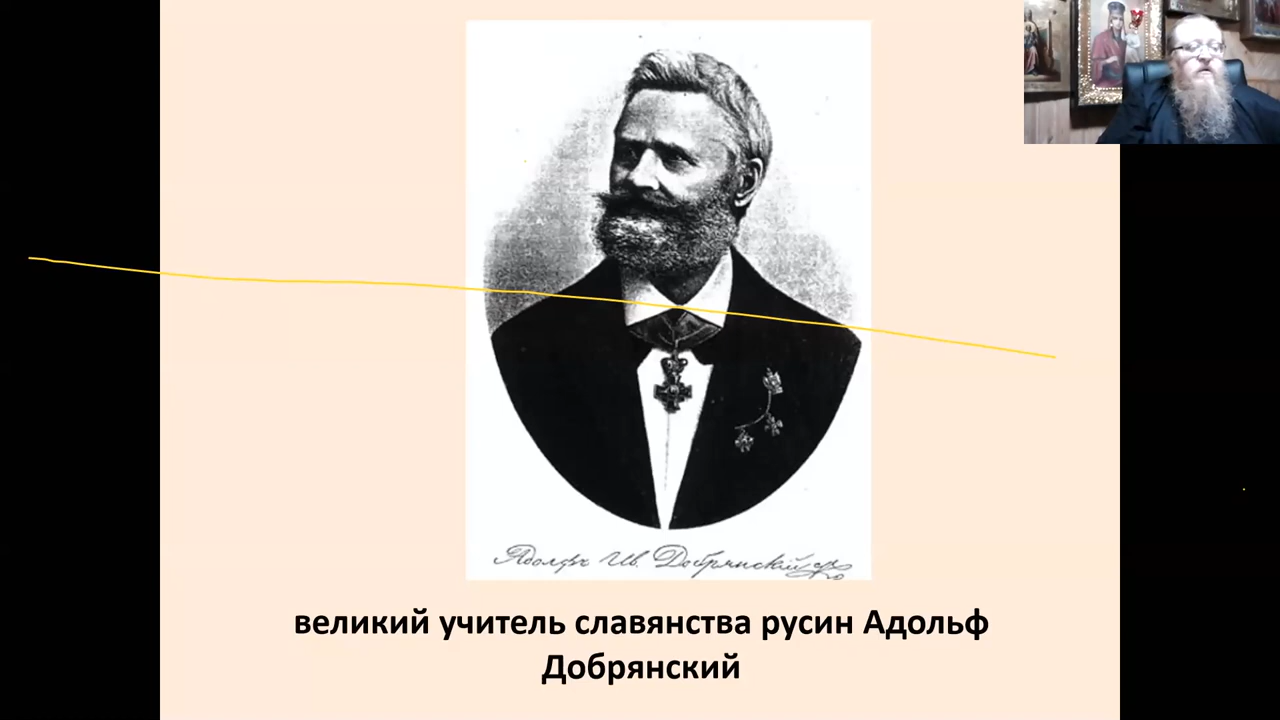 Адольфъ Ив. Добрянскій
великий учитель славянства русин Адольф
Добрянский